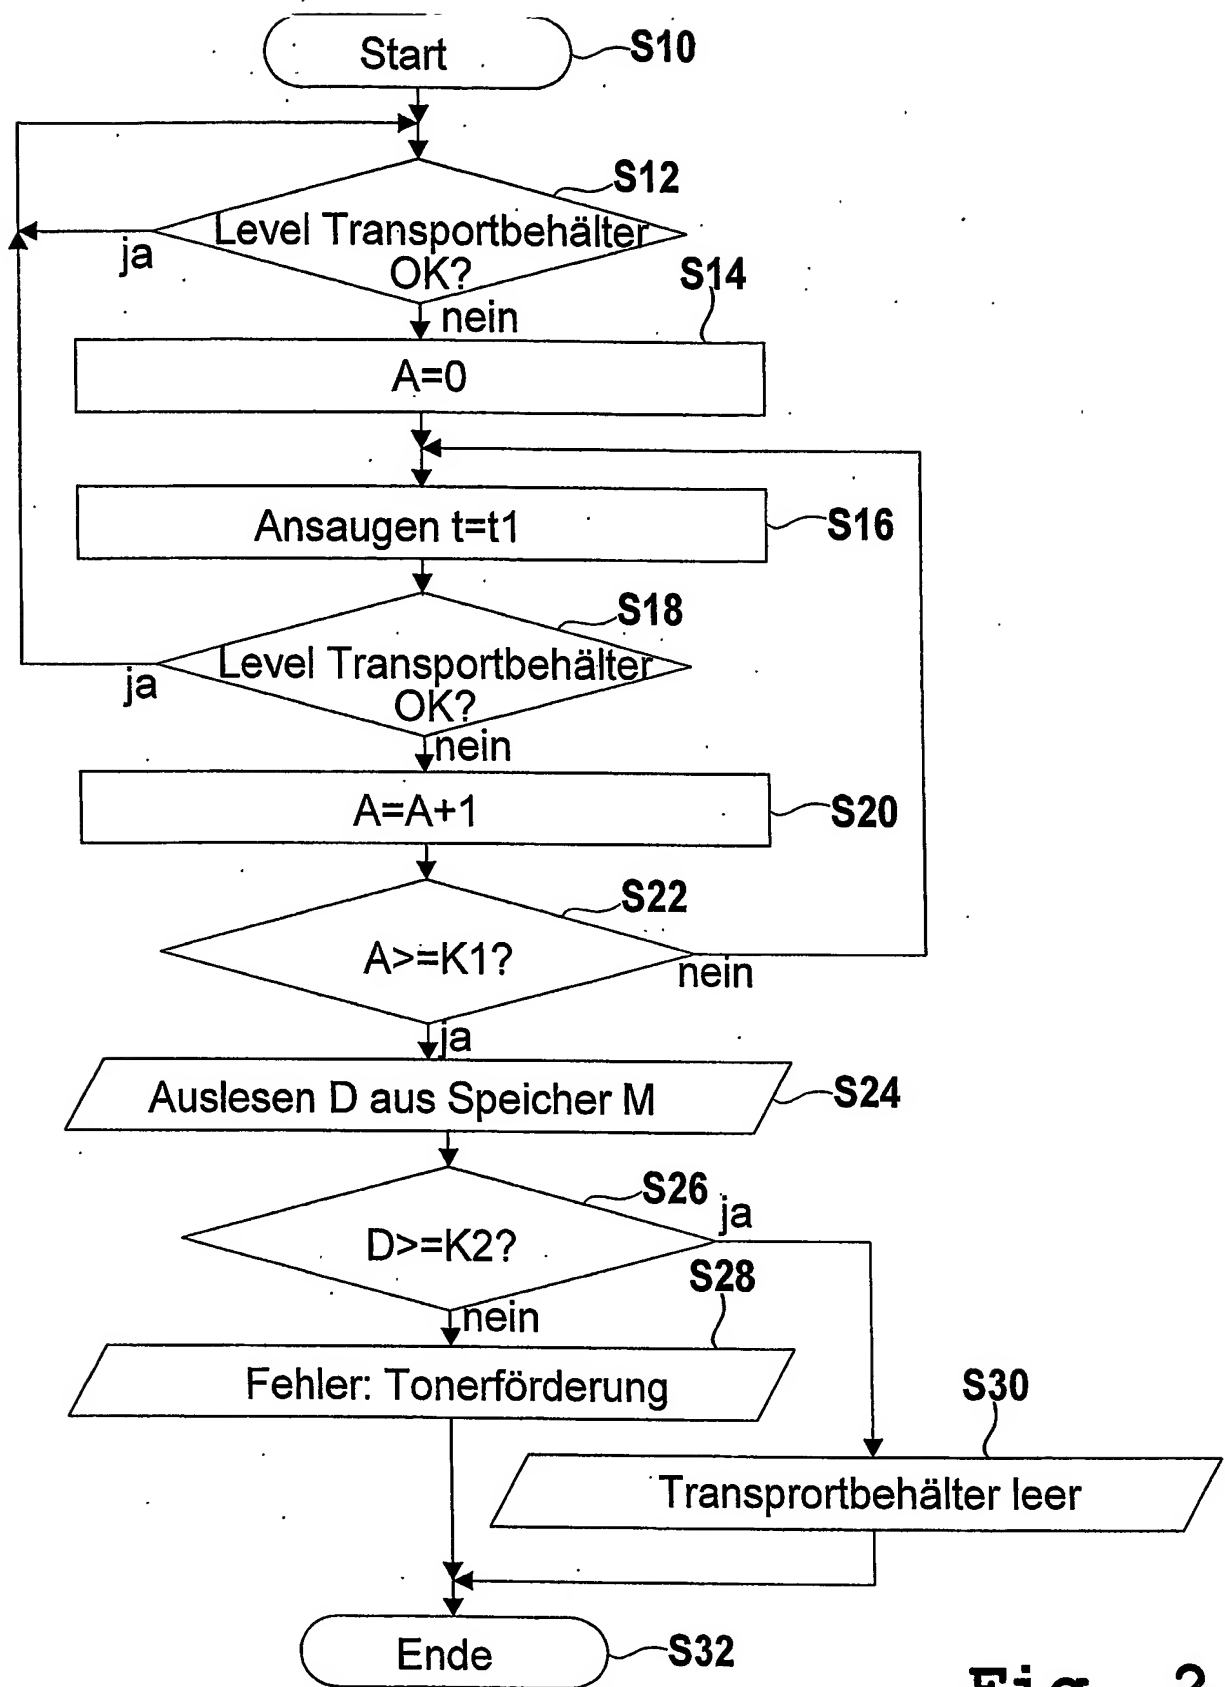 Start
S10
S12
Level Transportbehälter
OK?
ja
nein
S14
A=0
Ansaugen t=t1
S16
S18
Level Transportbehälter
OK?
ja
nein
A=A+1
S20
S22
A>=K1?
nein
ja
Auslesen D aus Speicher M
S24
S26
D>=K2?
ja
nein
S28
Fehler: Tonerförderung
S30
Transprortbehälter leer
Ende
S32